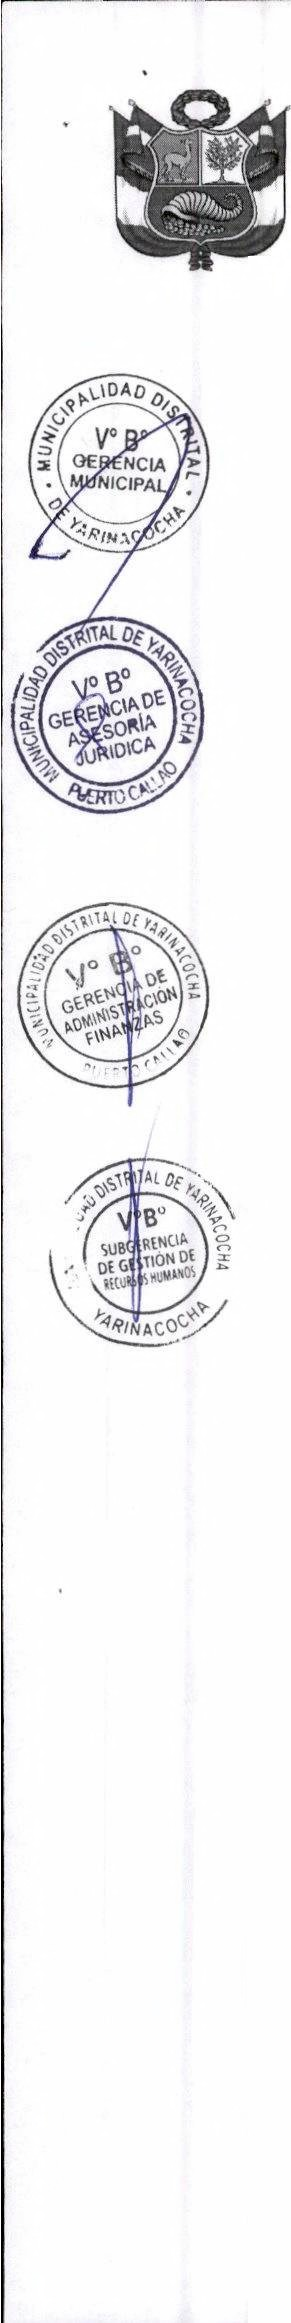 MUNICIPALIDAD DISTRITAL
V° B°
GERENCIA
MUNICIPAL
DE YARINACOCHA
MUNICIPALIDAD DISTRITAL DE YARINACOCHA
V° B°
GERENCIA DE
ASESORÍA
JURIDICA
PUERTO CALLAO
MUNICIPALIDAD DISTRITAL DE YARINACOCHA
V° B°
GERENCIA DE
ADMINISTRACIÓN
FINANZAS
PUERTO CALLAO
DISTRITAL DE YARINACOCHA
V°B°
SUBGERENCIA
DE GESTIÓN DE
RECURSOS HUMANOS
YARINACOCHA